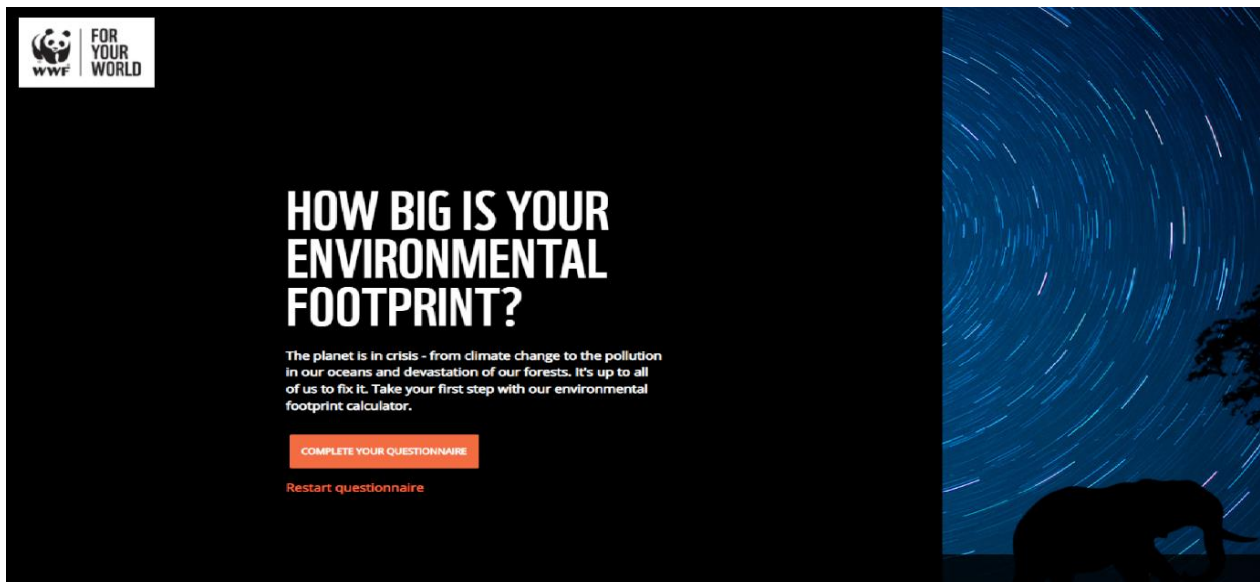 WWF
FOR
YOUR
WORLD
HOW BIG IS YOUR
ENVIRONMENTAL
FOOTPRINT?
The planet is in crisis - from climate change to the pollution
in our oceans and devastation of our forests. It's up to all
of us to fix it. Take your first step with our environmental
footprint calculator.
COMPLETE YOUR QUESTIONNAIRE
Restart questionnaire